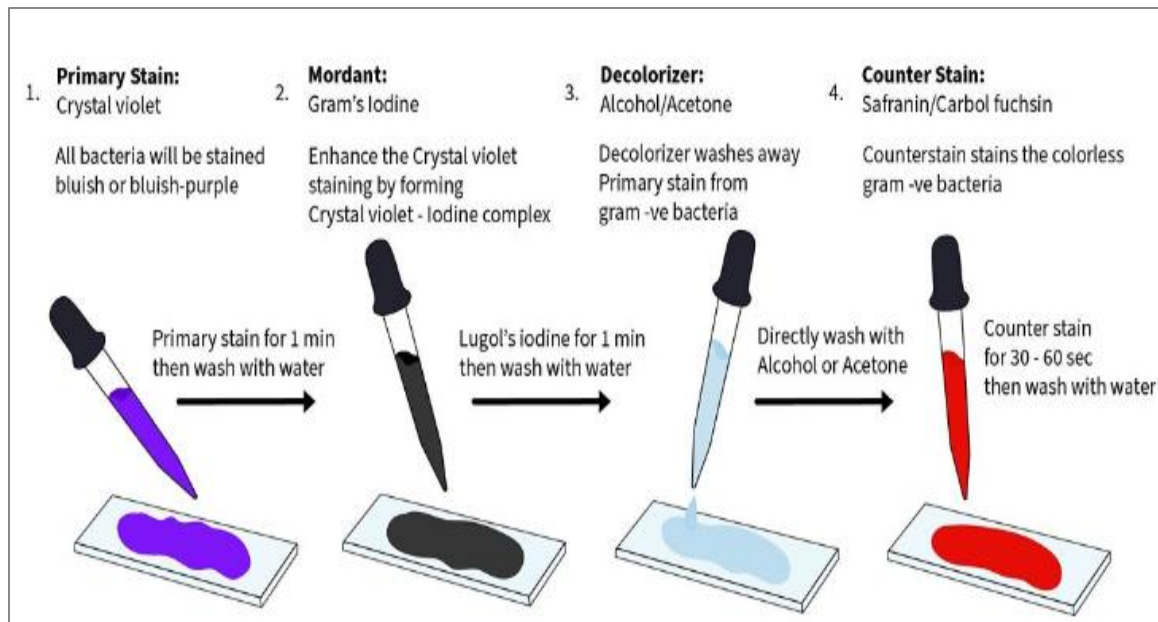 1.
Primary Stain:
Crystal violet
All bacteria will be stained
bluish or bluish-purple
2.
Mordant:
Gram's Iodine
Enhance the Crystal violet
staining by forming
Crystal violet - Iodine complex
3.
Decolorizer:
Alcohol/Acetone
Decolorizer washes away
Primary stain from
gram -ve bacteria
4.
Counter Stain:
Safranin/Carbol fuchsin
Counterstain stains the colorless
gram -ve bacteria
Primary stain for 1 min
then wash with water
Lugol's iodine for 1 min
then wash with water
Directly wash with
Alcohol or Acetone
Counter stain
for 30 - 60 sec
then wash with water